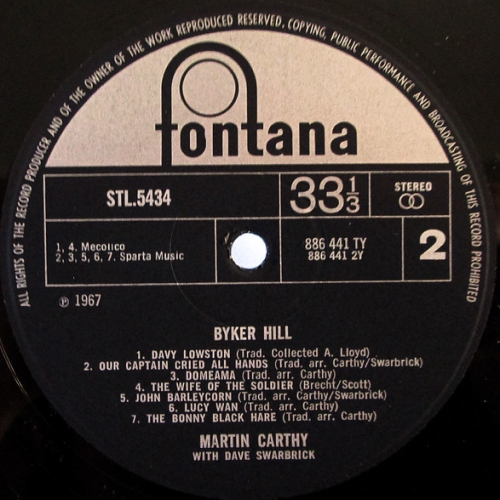 ALL RIGHTS OF THE RECORD PRODUCER AND OF THE OWNER OF THE WORK REPRODUCED RESERVED, COPYING, PUBLIC PERFORMANCE AND BROADCASTING OF THIS RECORD PROHIBITED
fontana
STL.5434
33 1/3
STEREO
1, 4. Mecolico
2, 3, 5, 6, 7. Sparta Music
886 441 TY
886 441 2Y
2
℗ 1967
BYKER HILL
1. DAVY LOWSTON (Trad. Collected A. Lloyd)
2. OUR CAPTAIN CRIED ALL HANDS (Trad. arr. Carthy/Swarbrick)
3. DOMEAMA (Trad. arr. Carthy)
4. THE WIFE OF THE SOLDIER (Brecht/Scott)
5. JOHN BARLEYCORN (Trad. arr. Carthy/Swarbrick)
6. LUCY WAN (Trad. arr. Carthy)
7. THE BONNY BLACK HARE (Trad. arr. Carthy)
MARTIN CARTHY
WITH DAVE SWARBRICK